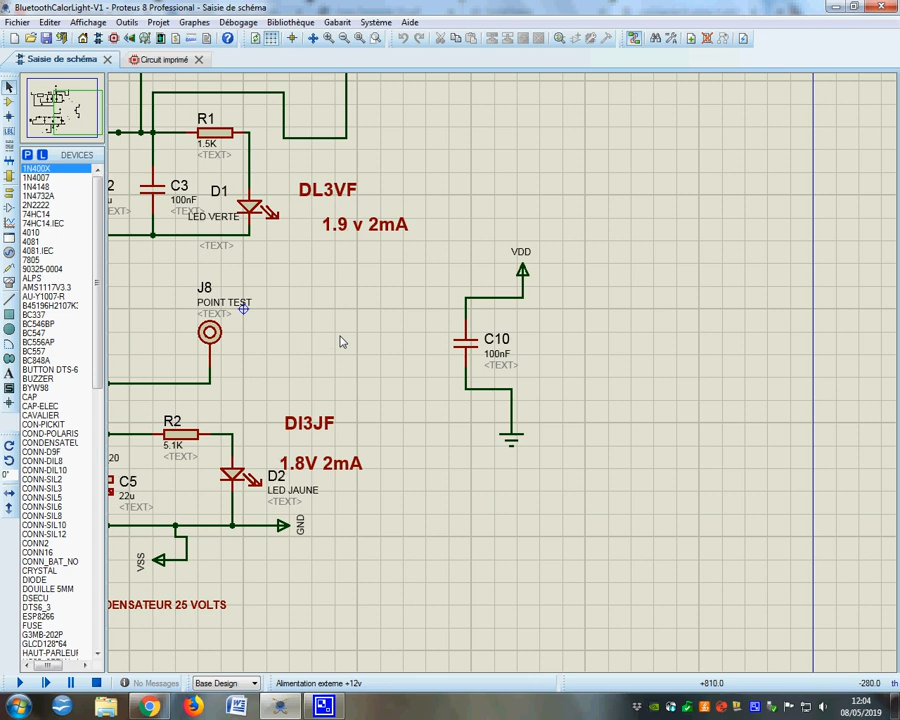 BluetoothCalorLight-V1 - Proteus 8 Professional - Saisie de schéma
Fichier Editer Affichage Outils Projet Graphes Débogage Bibliothèque Gabarit Système Aide
Saisie de schéma
Circuit imprimé
P L DEVICES
1N400X
1N4007
1N4148
1N4732A
2N2222
74HC14
74HC14.IEC
4010
4081
4081.IEC
7805
90325-0004
ALPS
AMS1117V3.3
AU-Y1007-R
B45196H2107K:
BC337
BC546BP
BC547
BC556AP
BC557
BC848A
BUTTON DTS-6
BUZZER
BYW98
CAP
CAP-ELEC
CAVALIER
CON-PICKIT
COND-POLARIS
CONDENSATEL
CONN-D9F
CONN-DIL8
CONN-DIL10
CONN-SIL2
CONN-SIL3
CONN-SIL5
CONN-SIL6
CONN-SIL8
CONN-SIL10
CONN-SIL12
CONN2
CONN16
CONN_BAT_NO
CRYSTAL
DIODE
DOUILLE 5MM
DSECU
DTS6_3
ESP8266
FUSE
G3MB-202P
GLCD128*64
HAUT-PARLEUF
R1
1.5K
<TEXT>
C3
100nF
<TEXT>
D1
LED VERTE
<TEXT>
DL3VF
1.9 v 2mA
J8
POINT TEST
<TEXT>
VDD
C10
100nF
<TEXT>
R2
5.1K
<TEXT>
DI3JF
1.8V 2mA
D2
LED JAUNE
<TEXT>
20
C5
22u
<TEXT>
GND
VSS
DENSATEUR 25 VOLTS
No Messages
Base Design
Alimentation externe +12v
+810.0
-280.0
th
12:04
08/05/2019